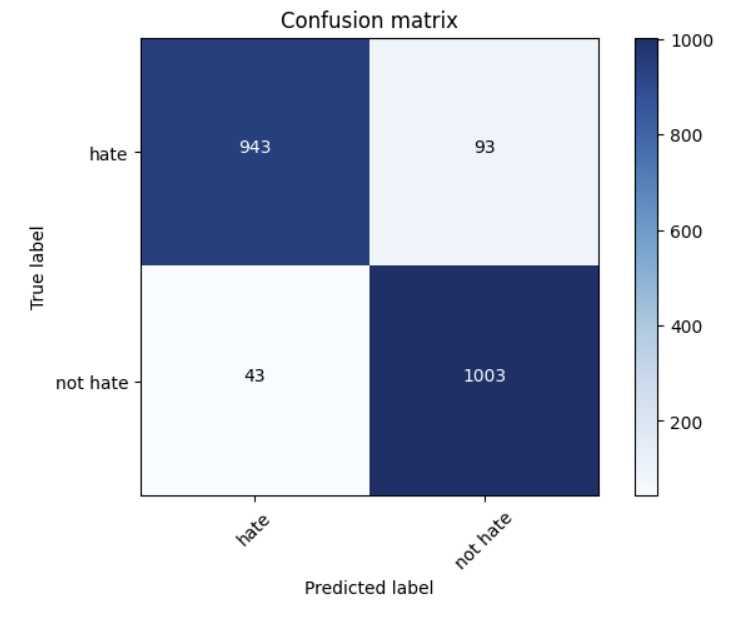 Confusion matrix
1000
hate 943 93
800
True label
600
400
not hate 43 1003
200
hate not hate
Predicted label